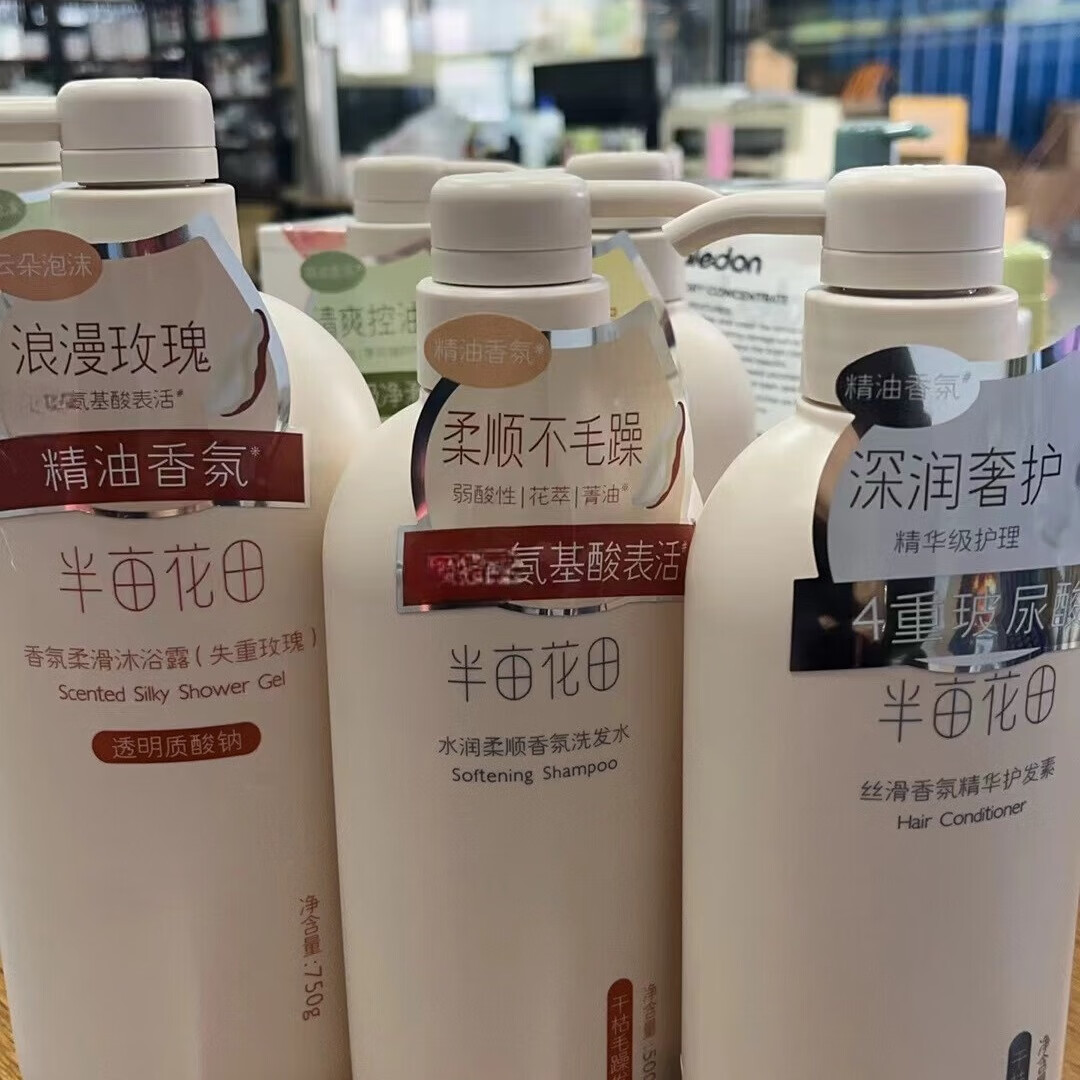 云朵泡沫
浪漫玫瑰
氨基酸表活#
精油香氛※
半亩花田
香氛柔滑沐浴露(失重玫瑰)
Scented Silky Shower Gel
透明质酸钠
净含量:750g
清爽控油
精油香氛※
柔顺不毛躁
弱酸性|花萃|菁油※
氨基酸表活#
半亩花田
水润柔顺香氛洗发水
Softening Shampoo
干枯毛躁
净含量:500
精油香氛※
深润奢护
精华级护理
4重玻尿酸
半亩花田
丝滑香氛精华护发素
Hair Conditioner
净含